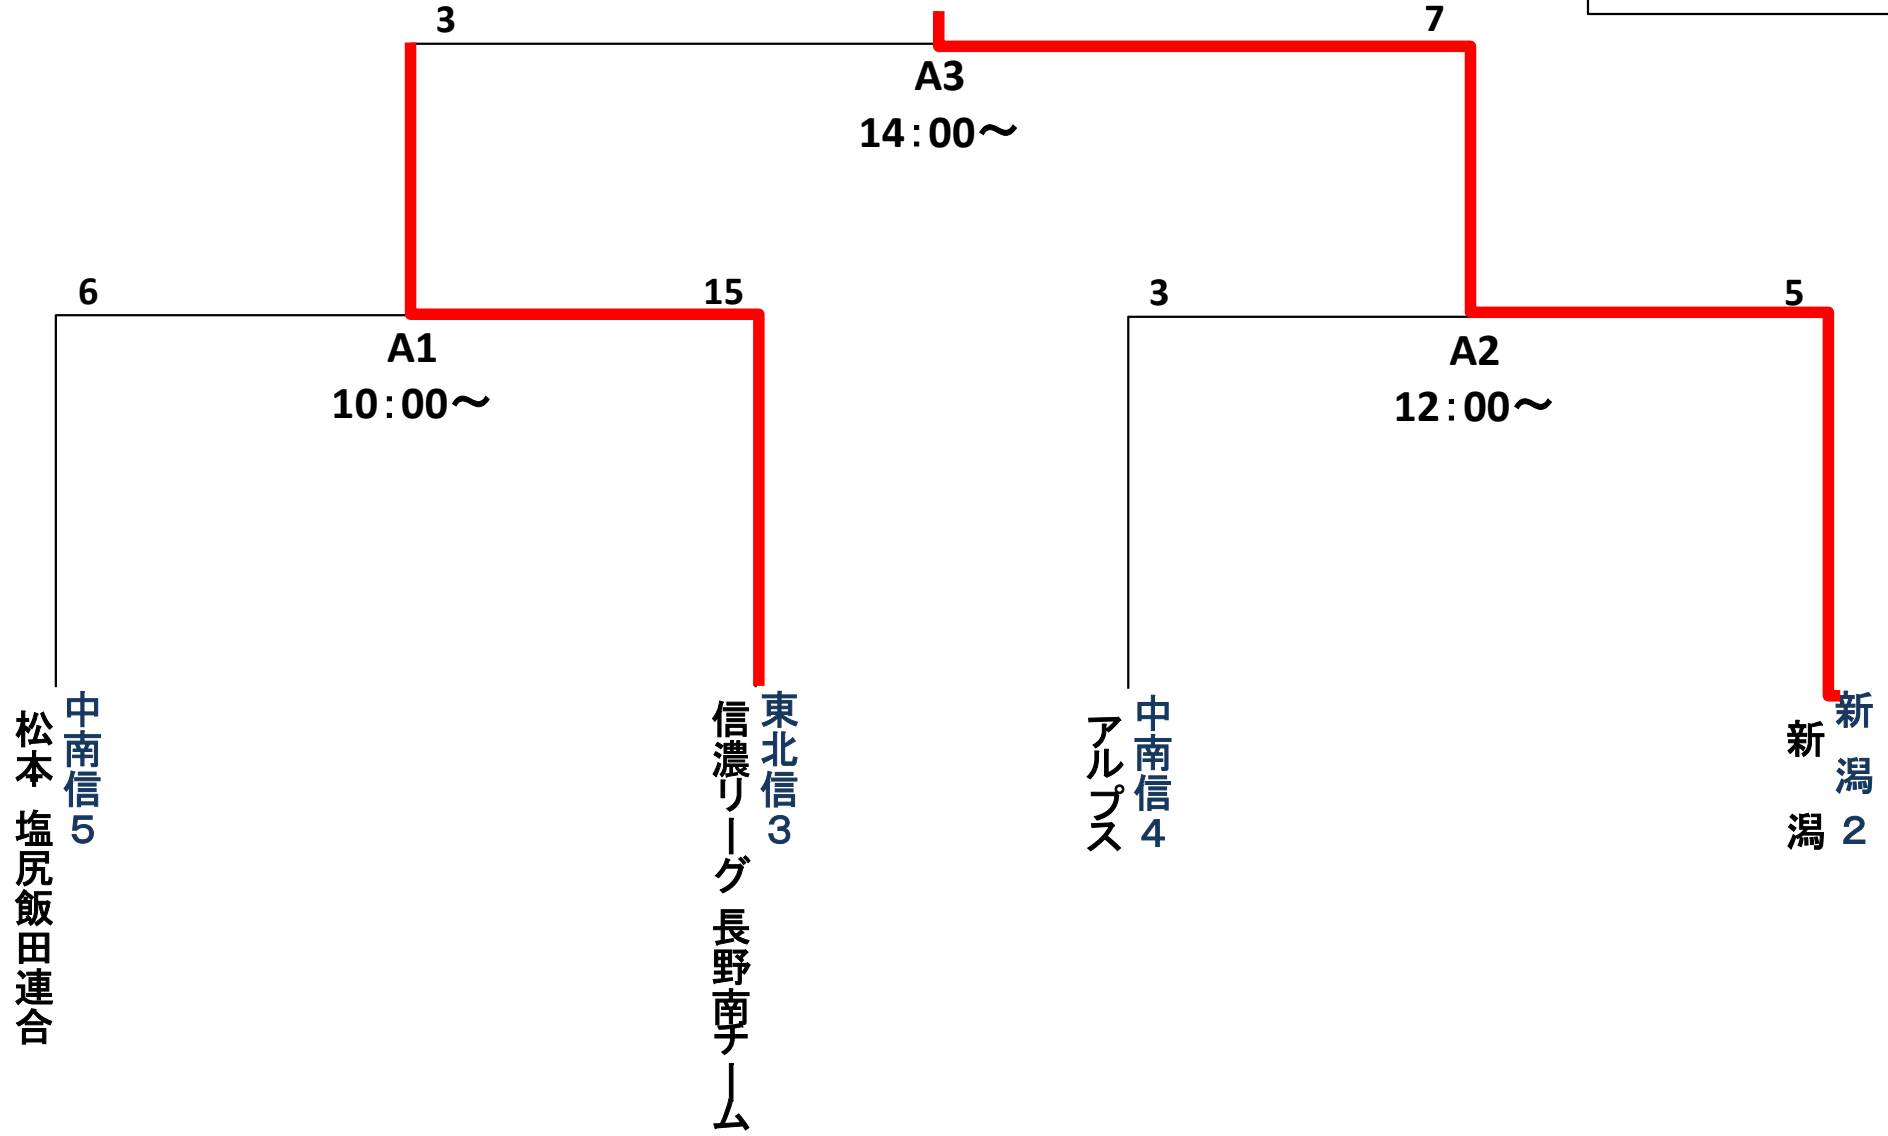 3
7
A3
14：00～
6
15
3
5
A1
10：00～
A2
12：00～
中南信５
松本 塩尻飯田連合
東北信３
信濃リーグ 長野南チーム
中南信４
アルプス
新 潟 ２
新 潟